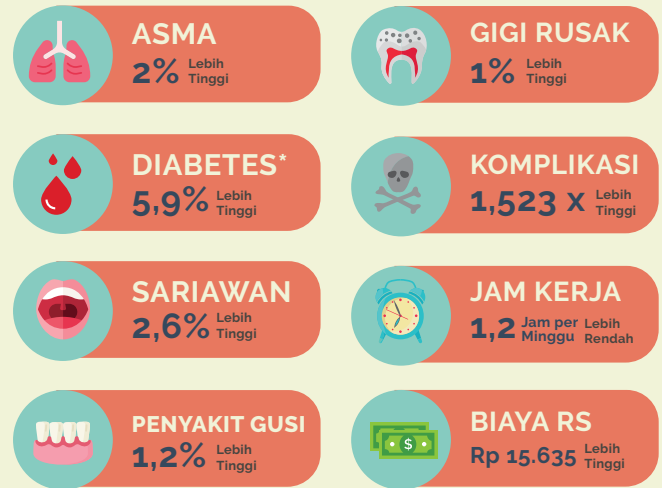 ASMA
2% Lebih Tinggi
GIGI RUSAK
1% Lebih Tinggi
DIABETES*
5,9% Lebih Tinggi
KOMPLIKASI
1,523 x Lebih Tinggi
SARIAWAN
2,6% Lebih Tinggi
JAM KERJA
1,2 Jam per Minggu Lebih Rendah
PENYAKIT GUSI
1,2% Lebih Tinggi
BIAYA RS
Rp 15.635 Lebih Tinggi
$